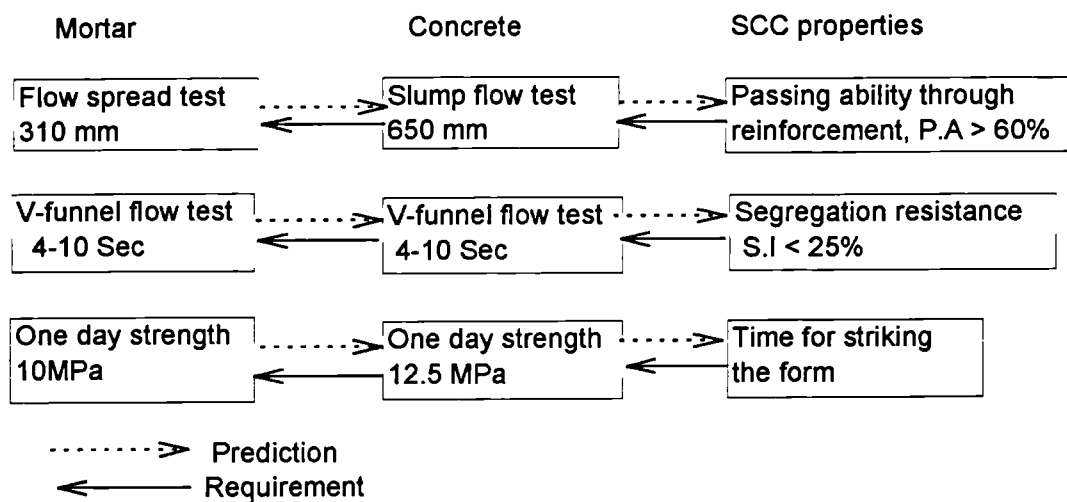 Mortar
Concrete
SCC properties
Flow spread test
310 mm
Slump flow test
650 mm
Passing ability through
reinforcement, P.A > 60%
V-funnel flow test
4-10 Sec
V-funnel flow test
4-10 Sec
Segregation resistance
S.I < 25%
One day strength
10MPa
One day strength
12.5 MPa
Time for striking
the form
Prediction
Requirement